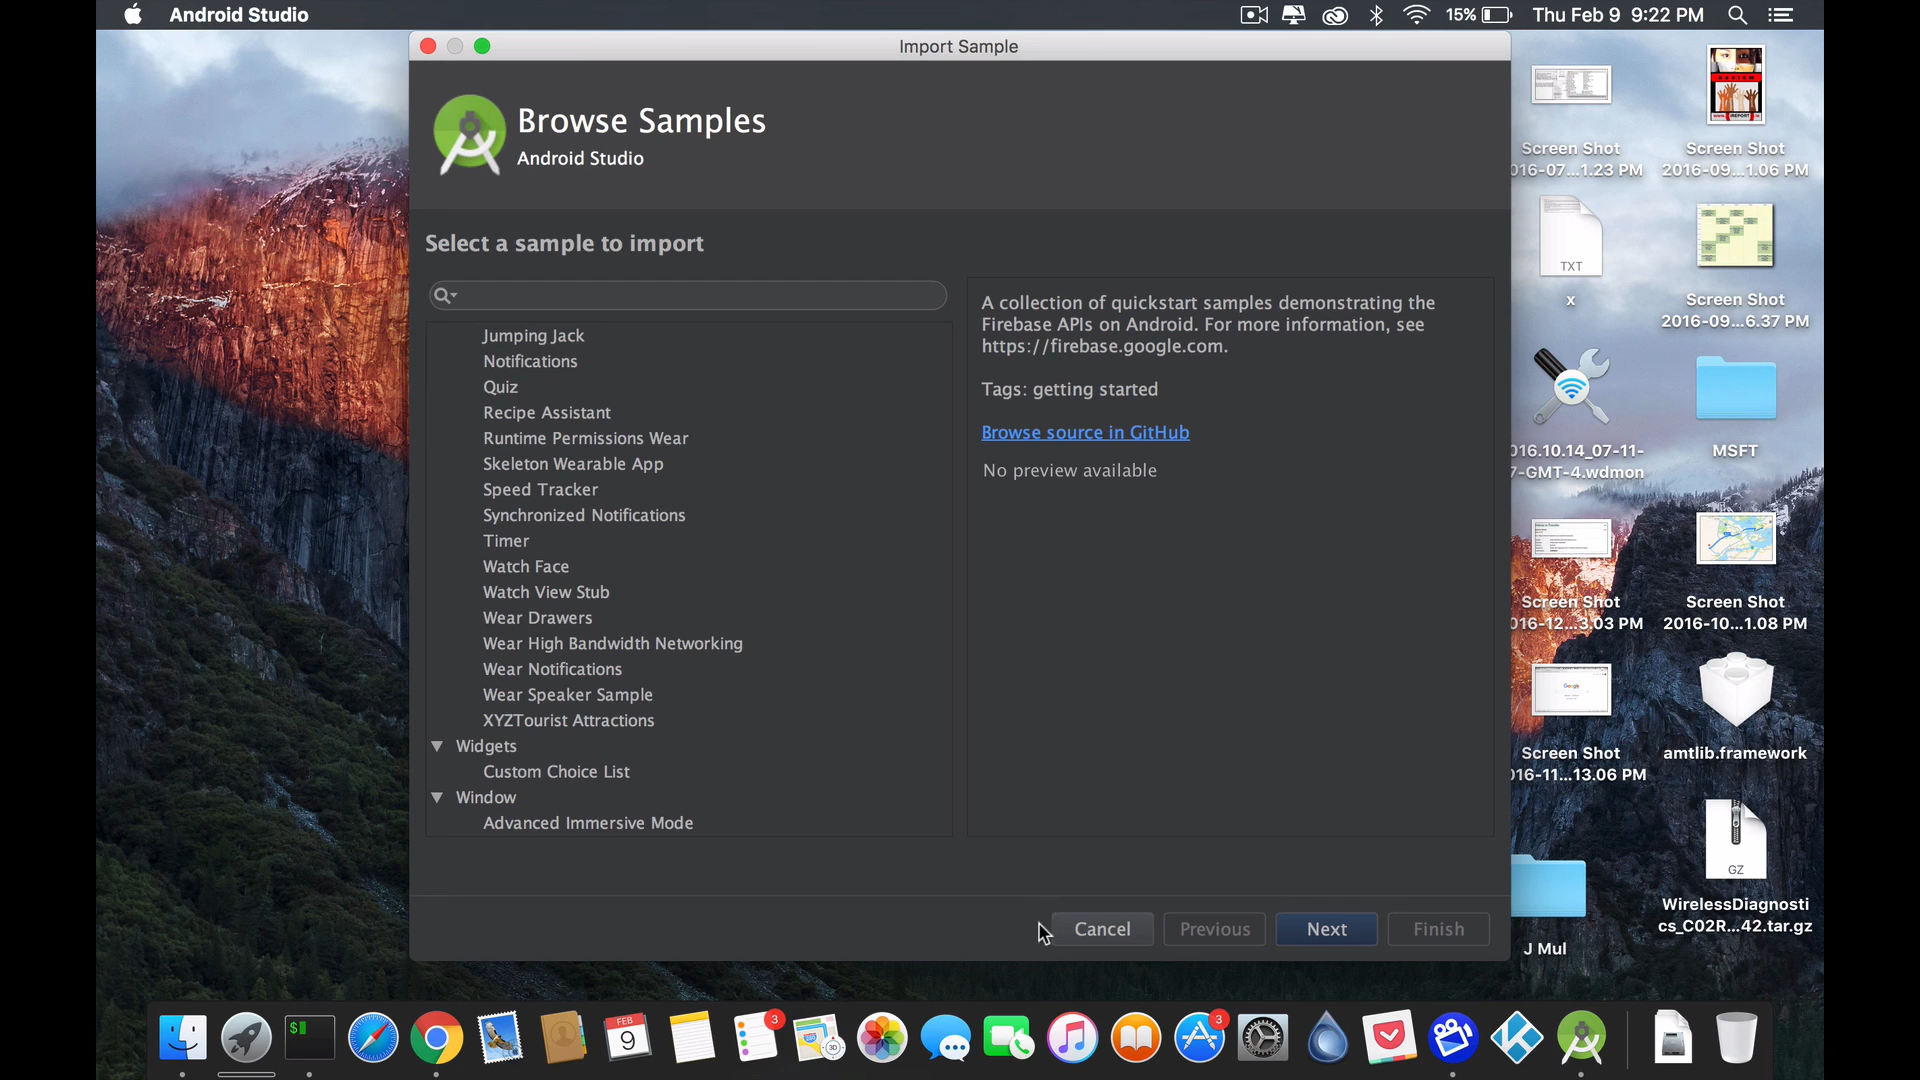 Android Studio
15%
Thu Feb 9 9:22 PM
Import Sample
Browse Samples
Android Studio
Select a sample to import
Jumping Jack
Notifications
Quiz
Recipe Assistant
Runtime Permissions Wear
Skeleton Wearable App
Speed Tracker
Synchronized Notifications
Timer
Watch Face
Watch View Stub
Wear Drawers
Wear High Bandwidth Networking
Wear Notifications
Wear Speaker Sample
XYZTourist Attractions
Widgets
Custom Choice List
Window
Advanced Immersive Mode
A collection of quickstart samples demonstrating the
Firebase APIs on Android. For more information, see
https://firebase.google.com.
Tags: getting started
Browse source in GitHub
No preview available
Cancel
Previous
Next
Finish
Screen Shot
016-07...1.23 PM
Screen Shot
2016-09...1.06 PM
TXT
x
Screen Shot
2016-09...6.37 PM
016.10.14_07-11-
7-GMT-4.wdmon
MSFT
Screen Shot
016-12...3.03 PM
Screen Shot
2016-10...1.08 PM
Google
Screen Shot
016-11...13.06 PM
amtlib.framework
GZ
WirelessDiagnosti
cs_C02R...42.tar.gz
J Mul
$
FEB
9
3
3D
3